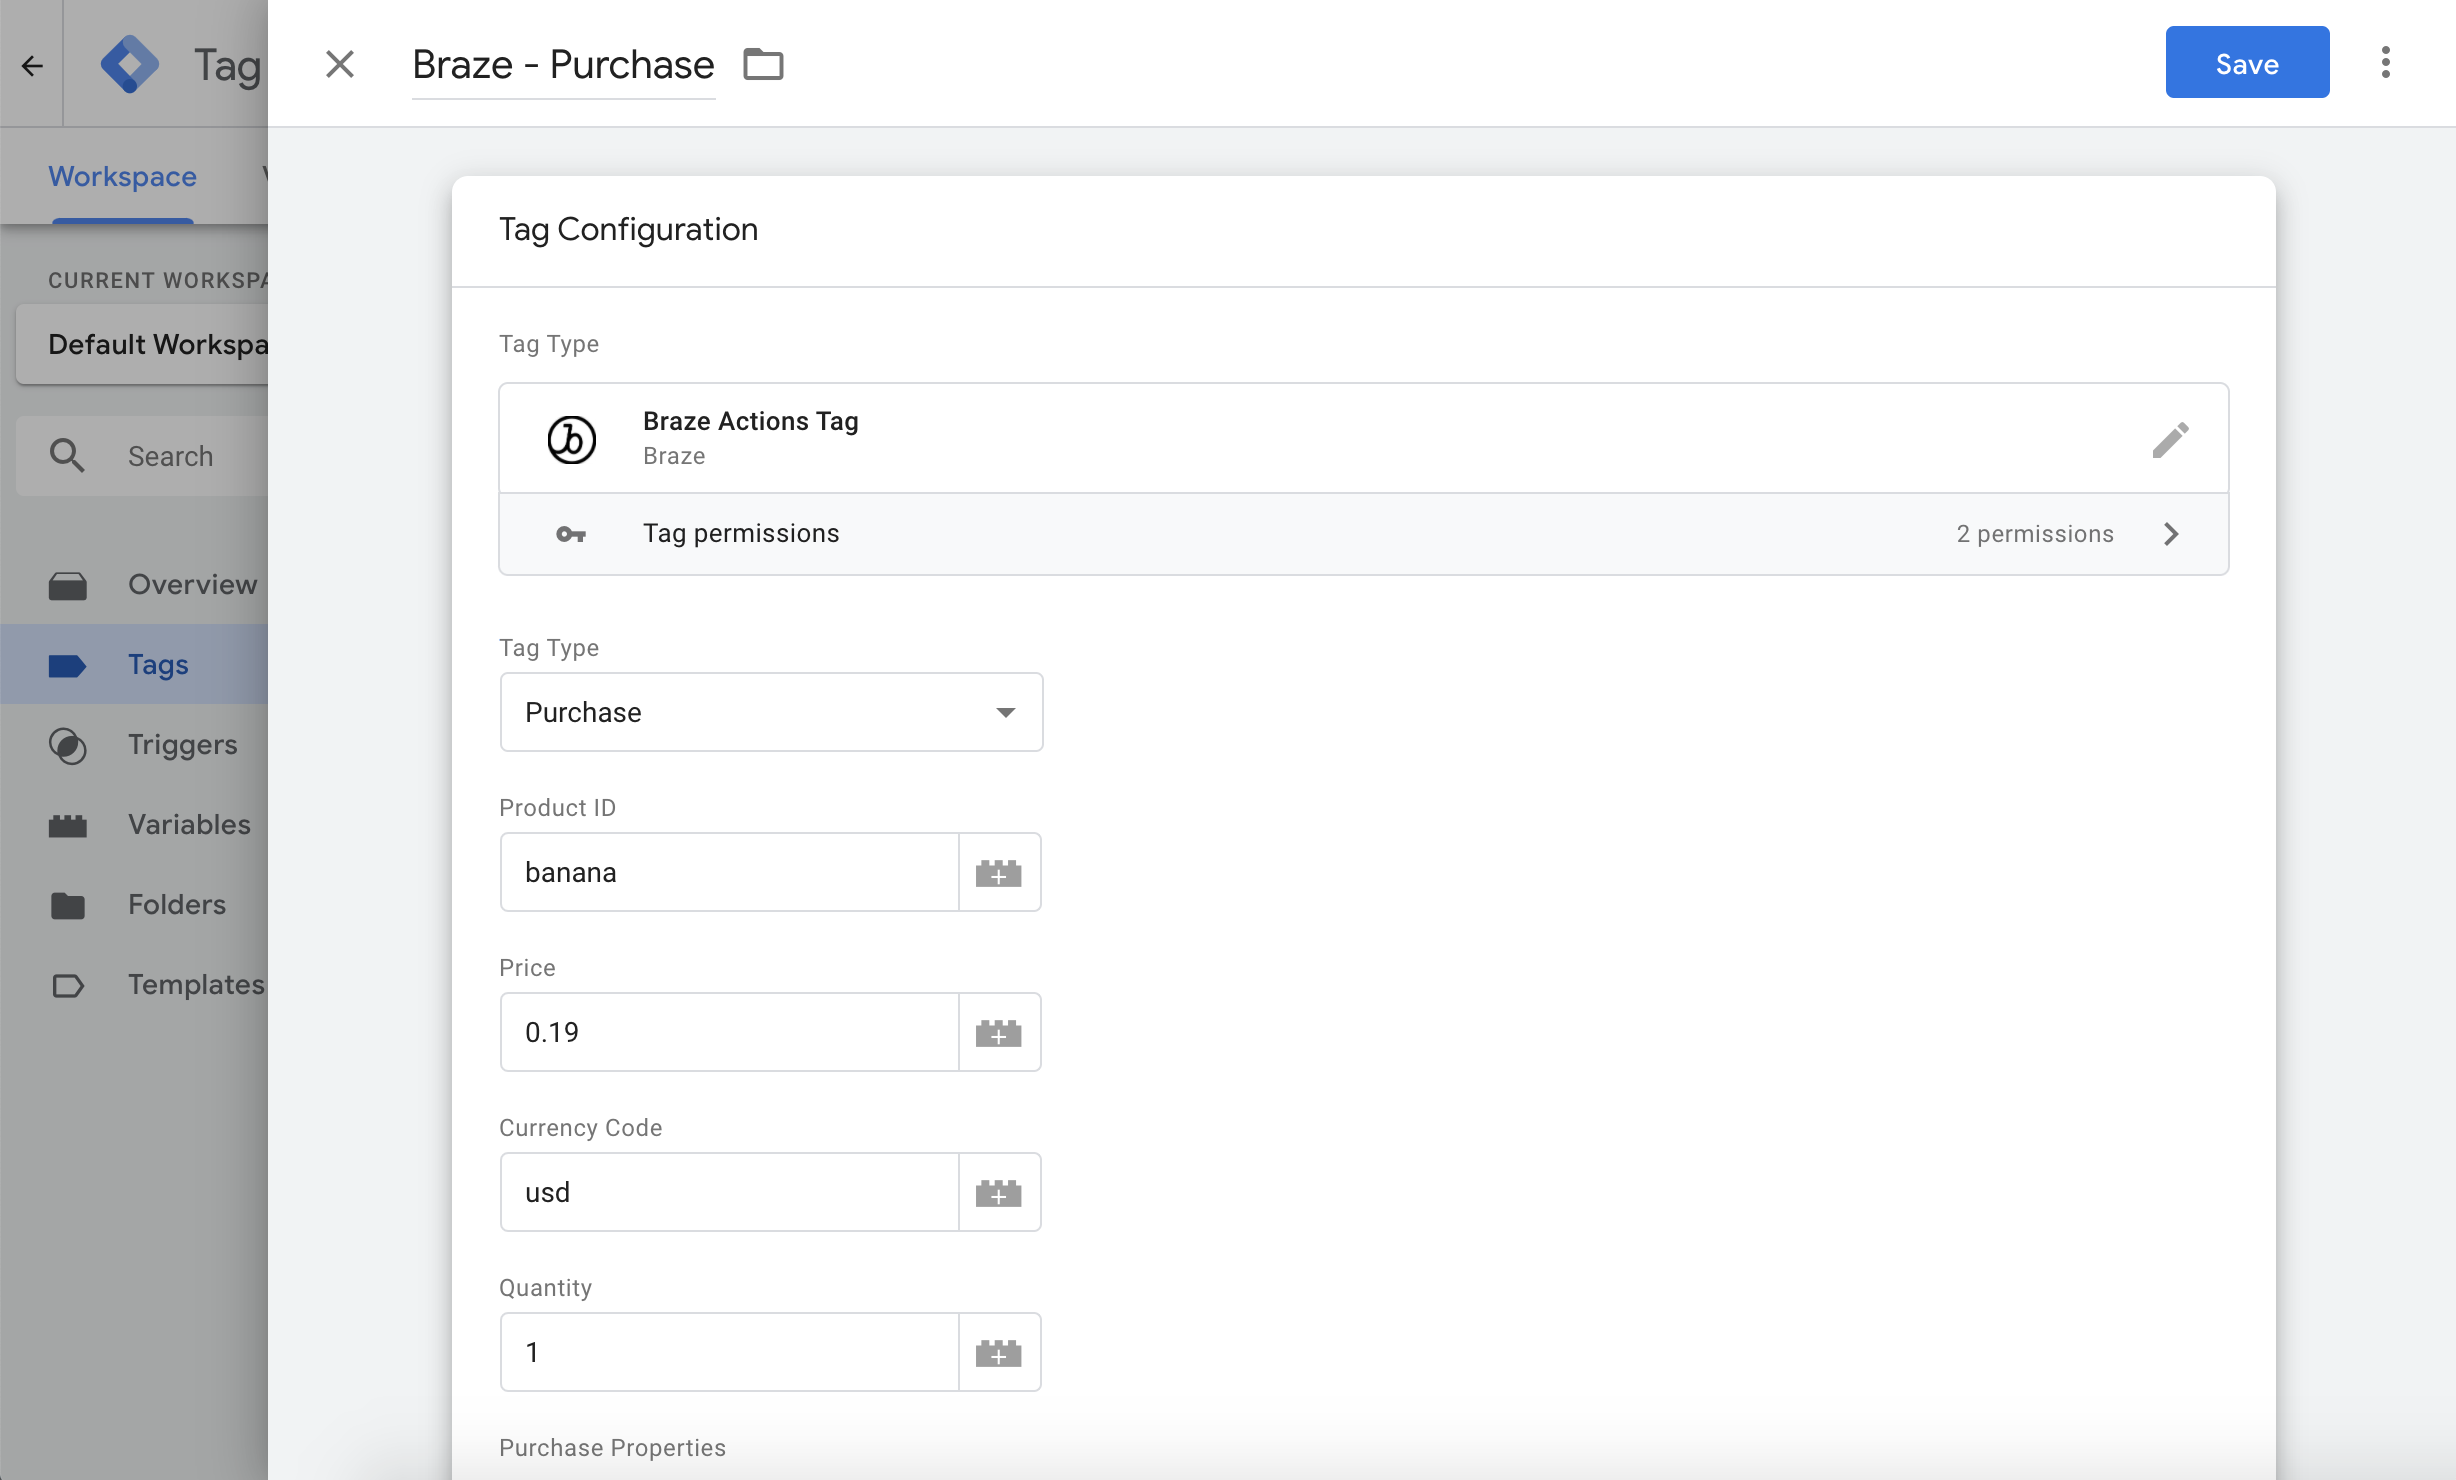 Tag
Braze - Purchase
Save
Workspace
CURRENT WORKSPA
Default Workspa
Search
Overview
Tags
Triggers
Variables
Folders
Templates
Tag Configuration
Tag Type
Braze Actions Tag
Braze
Tag permissions
2 permissions
Tag Type
Purchase
Product ID
banana
Price
0.19
Currency Code
usd
Quantity
1
Purchase Properties